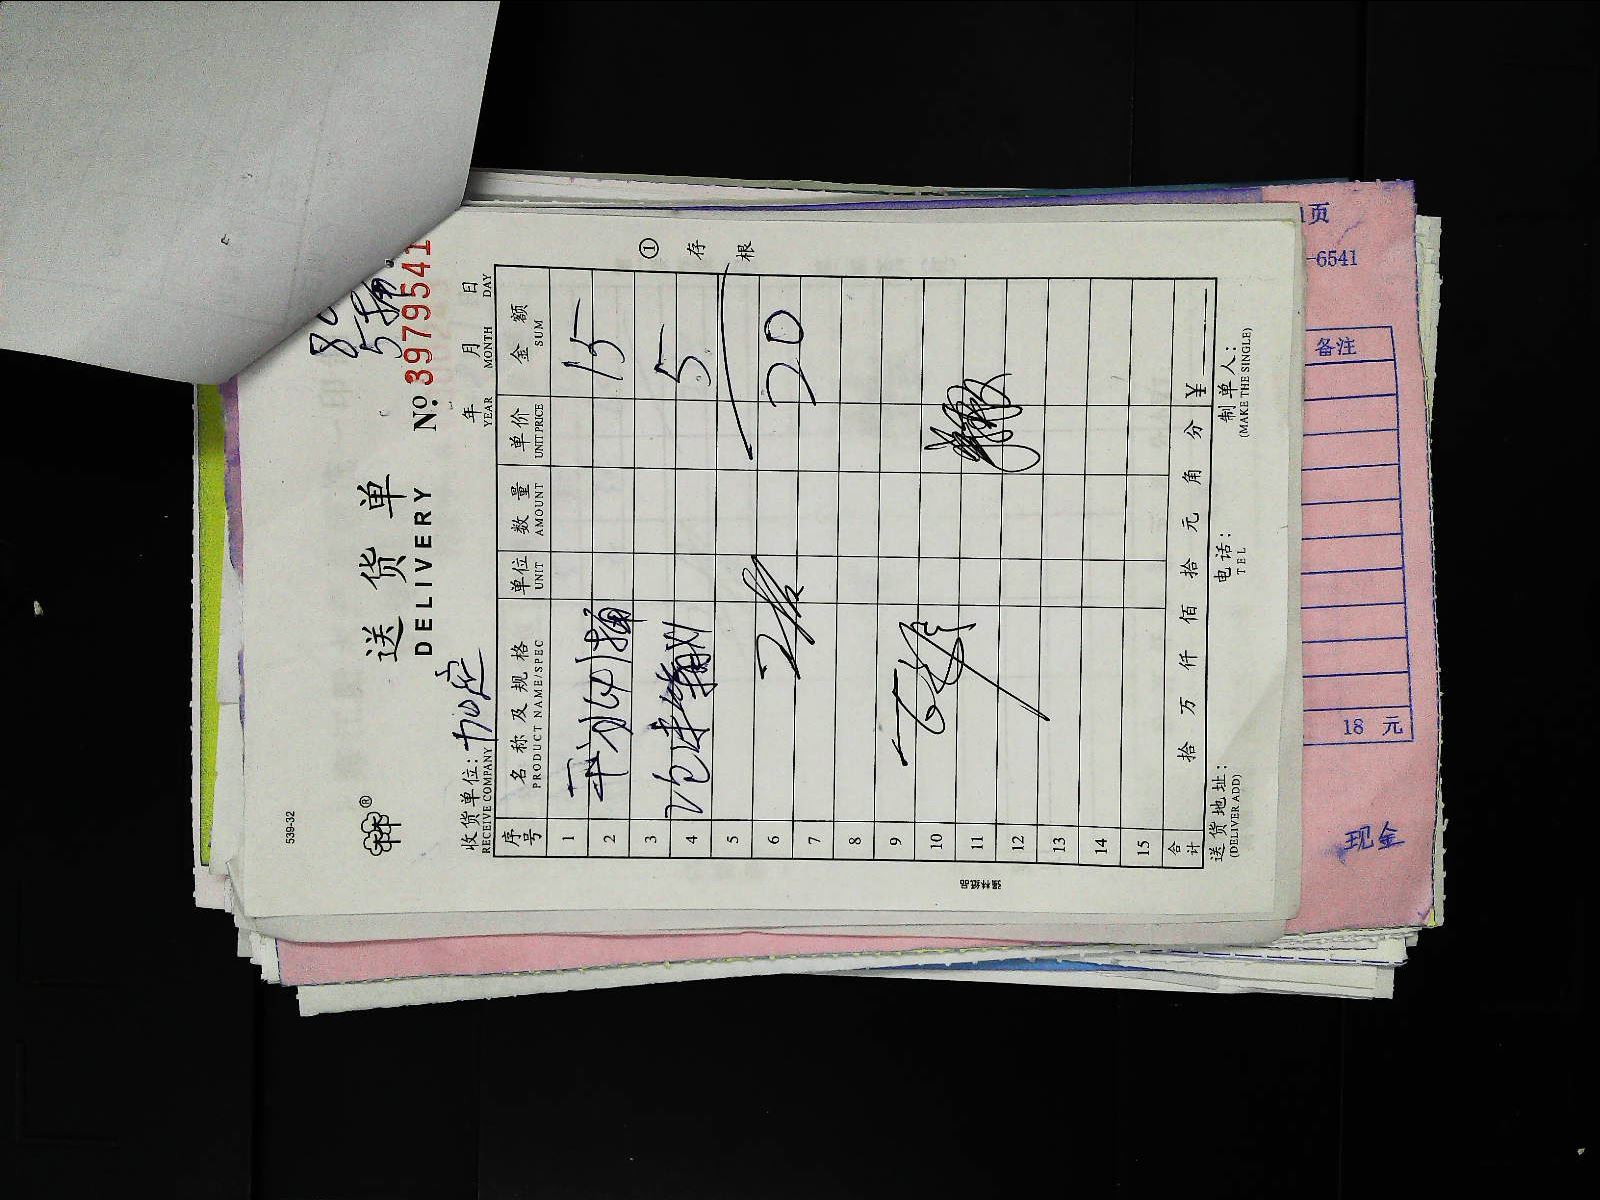 539-32
送货单
DELIVERY
№:3979541
收货单位:加定
RECEIVE COMPANY
年 月 日
YEAR MONTH DAY
① 存根
序号 名称及规格 单位 数量 单价 金额
PRODUCT NAME/SPEC UNIT AMOUNT UNIT PRICE SUM
1 15
2
3
4 5
5
6 20
7
8
9
10
11
12
13
14
15
合计 拾 万 仟 佰 拾 元 角 分 ¥
送货地址: 电话: 制单人:
(DELIVER ADD) TEL (MAKE THE SINGLE)
页
-6541
备注
18 元
现金